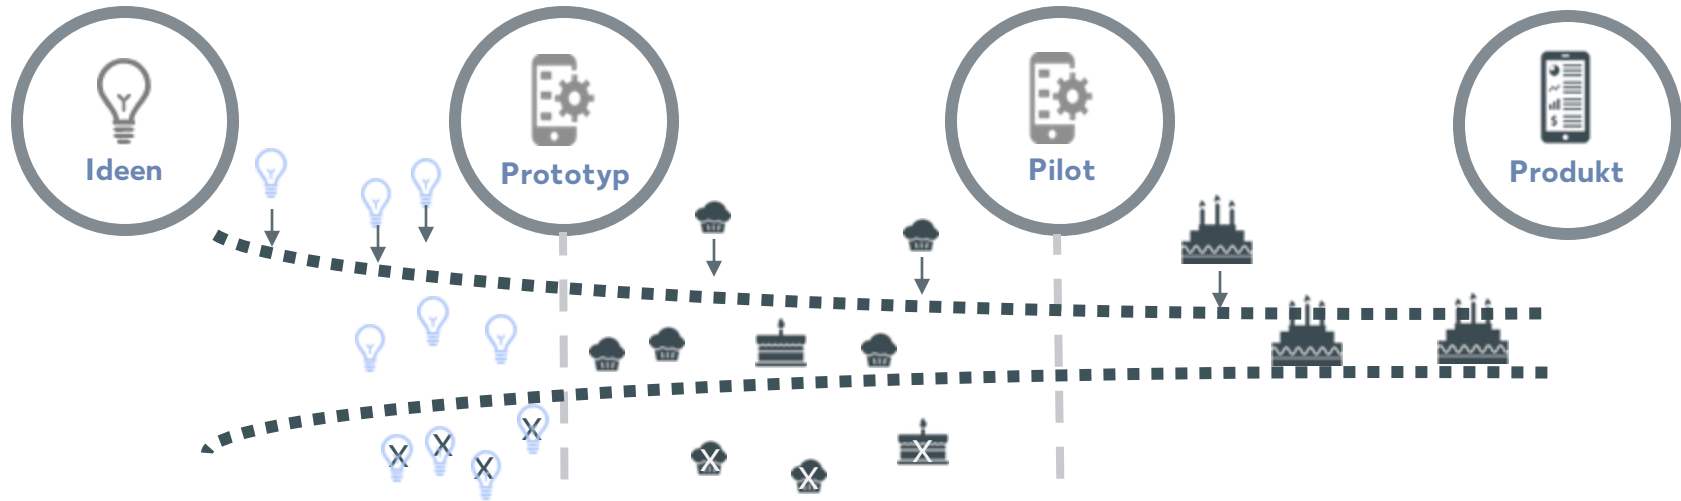 Ideen
Prototyp
Pilot
Produkt
$
X
X
X
X
X
X
X